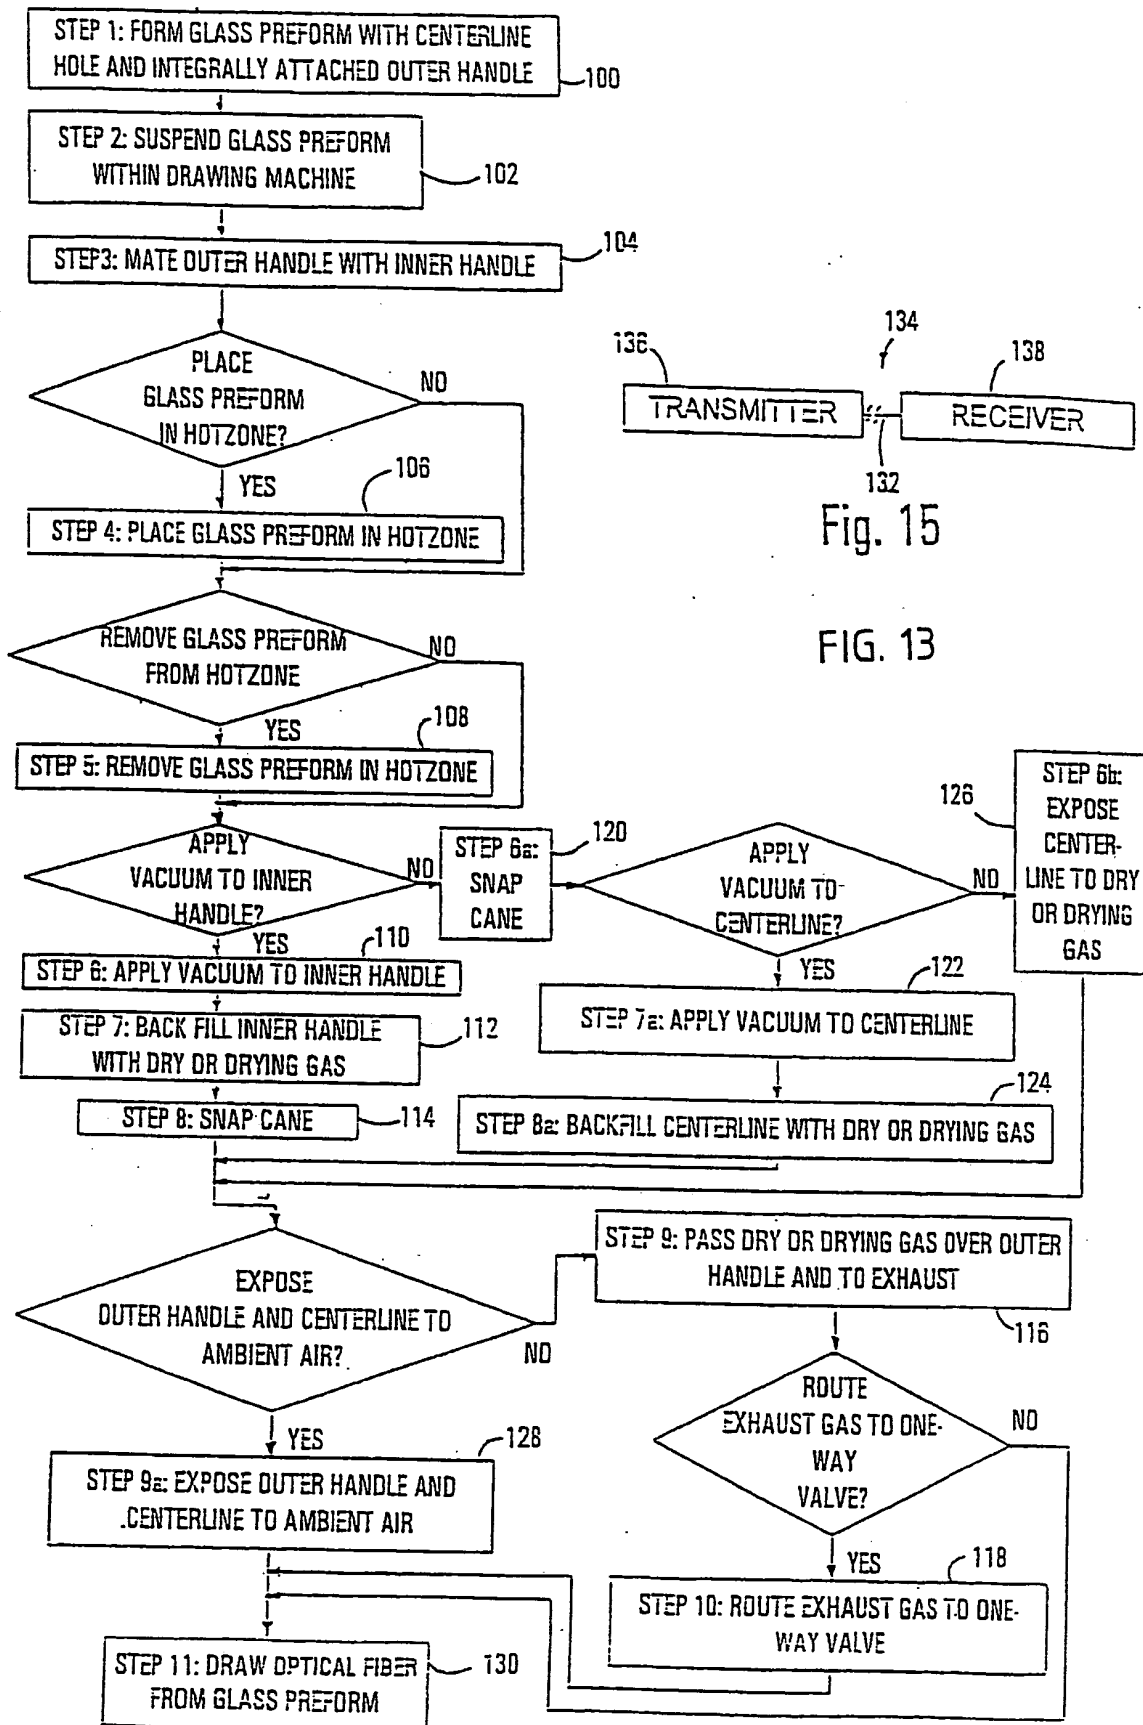 STEP 1: FORM GLASS PREFORM WITH CENTERLINE
HOLE AND INTEGRALLY ATTACHED OUTER HANDLE
100
STEP 2: SUSPEND GLASS PREFORM
WITHIN DRAWING MACHINE
102
STEP3: MATE OUTER HANDLE WITH INNER HANDLE
104
PLACE
GLASS PREFORM
IN HOTZONE?
NO
YES
106
STEP 4: PLACE GLASS PREFORM IN HOTZONE
136
134
138
TRANSMITTER
RECEIVER
132
Fig. 15
FIG. 13
REMOVE GLASS PREFORM
FROM HOTZONE
NO
YES
108
STEP 5: REMOVE GLASS PREFORM IN HOTZONE
APPLY
VACUUM TO INNER
HANDLE?
NO
YES
STEP 6a:
SNAP
CANE
120
APPLY
VACUUM TO
CENTERLINE?
NO
YES
126
STEP 6b:
EXPOSE
CENTER-
LINE TO DRY
OR DRYING
GAS
110
STEP 6: APPLY VACUUM TO INNER HANDLE
STEP 7: BACK FILL INNER HANDLE
WITH DRY OR DRYING GAS
112
STEP 8: SNAP CANE
114
122
STEP 7a: APPLY VACUUM TO CENTERLINE
124
STEP 8a: BACKFILL CENTERLINE WITH DRY OR DRYING GAS
EXPOSE
OUTER HANDLE AND CENTERLINE TO
AMBIENT AIR?
NO
YES
STEP 9: PASS DRY OR DRYING GAS OVER OUTER
HANDLE AND TO EXHAUST
116
ROUTE
EXHAUST GAS TO ONE-
WAY
VALVE?
NO
YES
128
STEP 9a: EXPOSE OUTER HANDLE AND
CENTERLINE TO AMBIENT AIR
118
STEP 10: ROUTE EXHAUST GAS TO ONE-
WAY VALVE
STEP 11: DRAW OPTICAL FIBER
FROM GLASS PREFORM
130